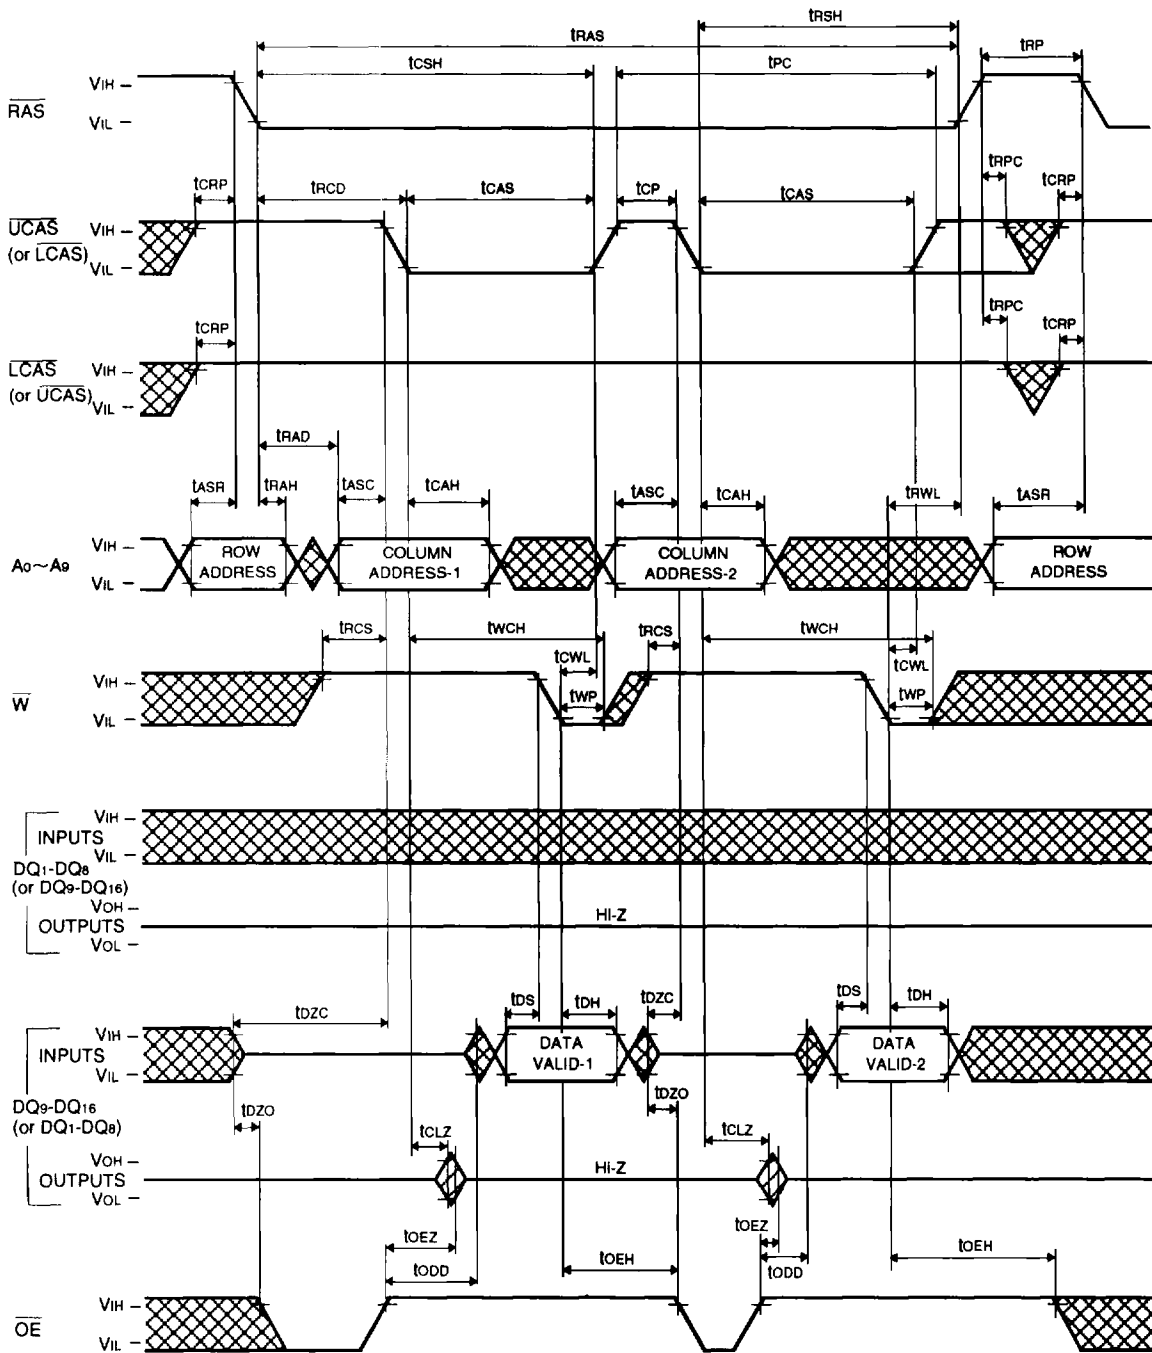 tRSH
tRAS
tRP
tCSH
tPC
VIH
RAS
VIL
tRPC
tCRP
tRCD
tCAS
tCP
tCAS
tCRP
UCAS
VIH
(or LCAS)
VIL
tCRP
tRPC
tCRP
LCAS
VIH
(or UCAS)
VIL
tRAD
tASR
tRAH
tASC
tCAH
tASC
tCAH
tRWL
tASR
VIH
A0~A9
VIL
ROW
ADDRESS
COLUMN
ADDRESS-1
COLUMN
ADDRESS-2
ROW
ADDRESS
tRCS
tWCH
tRCS
tWCH
tCWL
tCWL
tWP
tWP
VIH
W
VIL
VIH
INPUTS
VIL
DQ1-DQ8
(or DQ9-DQ16)
VOH
OUTPUTS
VOL
HI-Z
tDZC
tDS
tDH
tDZC
tDS
tDH
VIH
INPUTS
VIL
DATA
VALID-1
DATA
VALID-2
DQ9-DQ16
(or DQ1-DQ8)
tDZO
tDZO
tCLZ
tCLZ
VOH
OUTPUTS
VOL
Hi-Z
tOEZ
tOEZ
tODD
tOEH
tODD
tOEH
VIH
OE
VIL